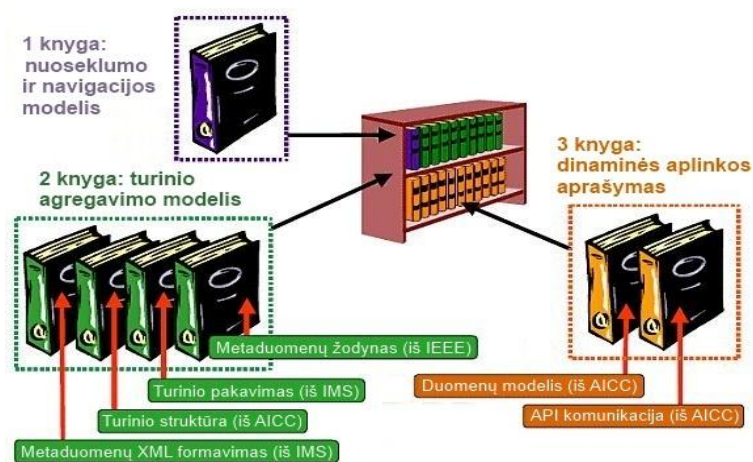 1 knyga:
nuoseklumo
ir navigacijos
modelis
2 knyga: turinio
agregavimo modelis
3 knyga:
dinaminės aplinkos
aprašymas
Metaduomenų žodynas (iš IEEE)
Turinio pakavimas (iš IMS)
Turinio struktūra (iš AICC)
Metaduomenų XML formavimas (iš IMS)
Duomenų modelis (iš AICC)
API komunikacija (iš AICC)